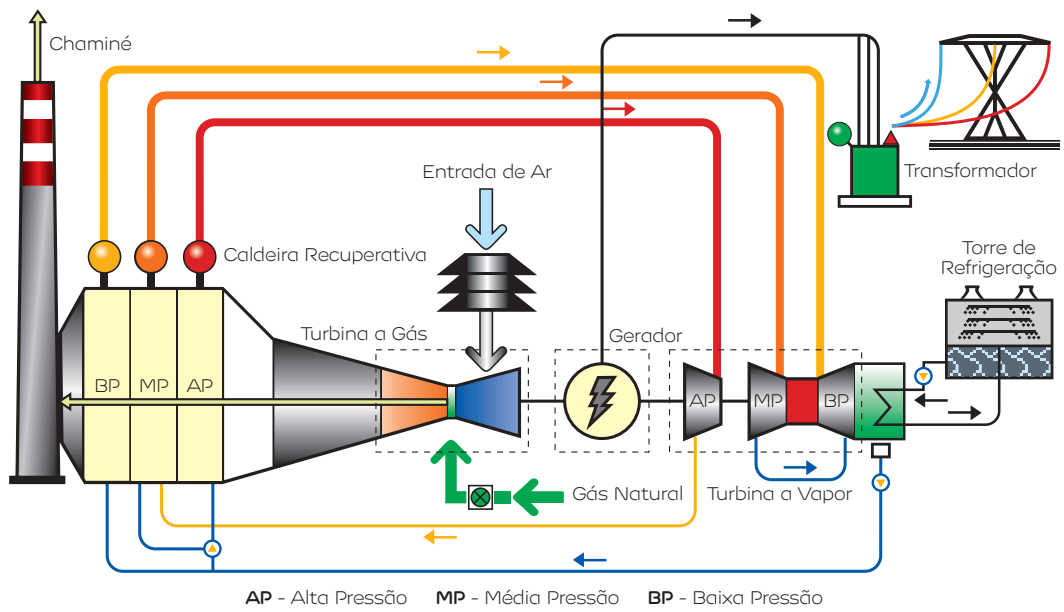 Chaminé
Entrada de Ar
Transformador
Caldeira Recuperativa
Torre de
Refrigeração
Turbina a Gás
Gerador
BP
MP
AP
AP
MP
BP
Gás Natural
Turbina a Vapor
AP - Alta Pressão MP - Média Pressão BP - Baixa Pressão